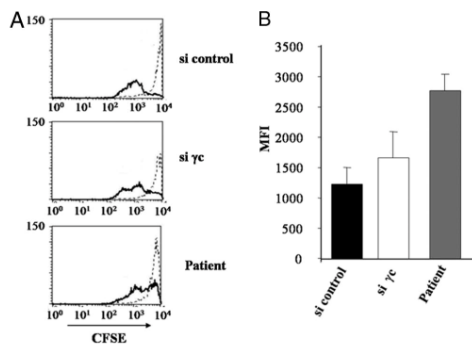 A
150
si control
10⁰ 10¹ 10² 10³ 10⁴
150
si γc
10⁰ 10¹ 10² 10³ 10⁴
150
Patient
10⁰ 10¹ 10² 10³ 10⁴
CFSE
B
3500
3000
2500
2000
1500
1000
500
0
MFI
si control
si γc
Patient